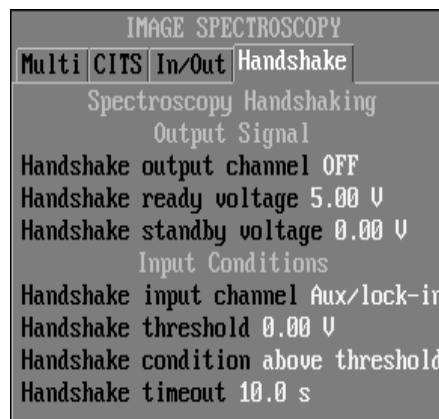 IMAGE SPECTROSCOPY
Multi CITS In/Out Handshake
Spectroscopy Handshaking
Output Signal
Handshake output channel OFF
Handshake ready voltage 5.00 V
Handshake standby voltage 0.00 V
Input Conditions
Handshake input channel Aux/lock-in
Handshake threshold 0.00 V
Handshake condition above threshold
Handshake timeout 10.0 s